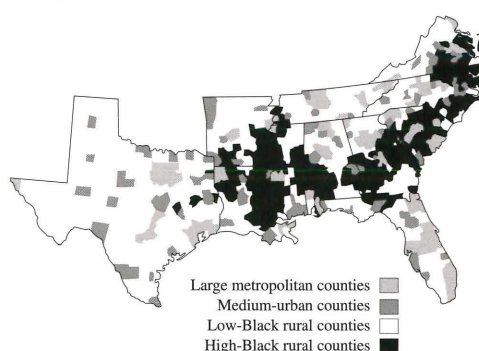 Large metropolitan counties
Medium-urban counties
Low-Black rural counties
High-Black rural counties